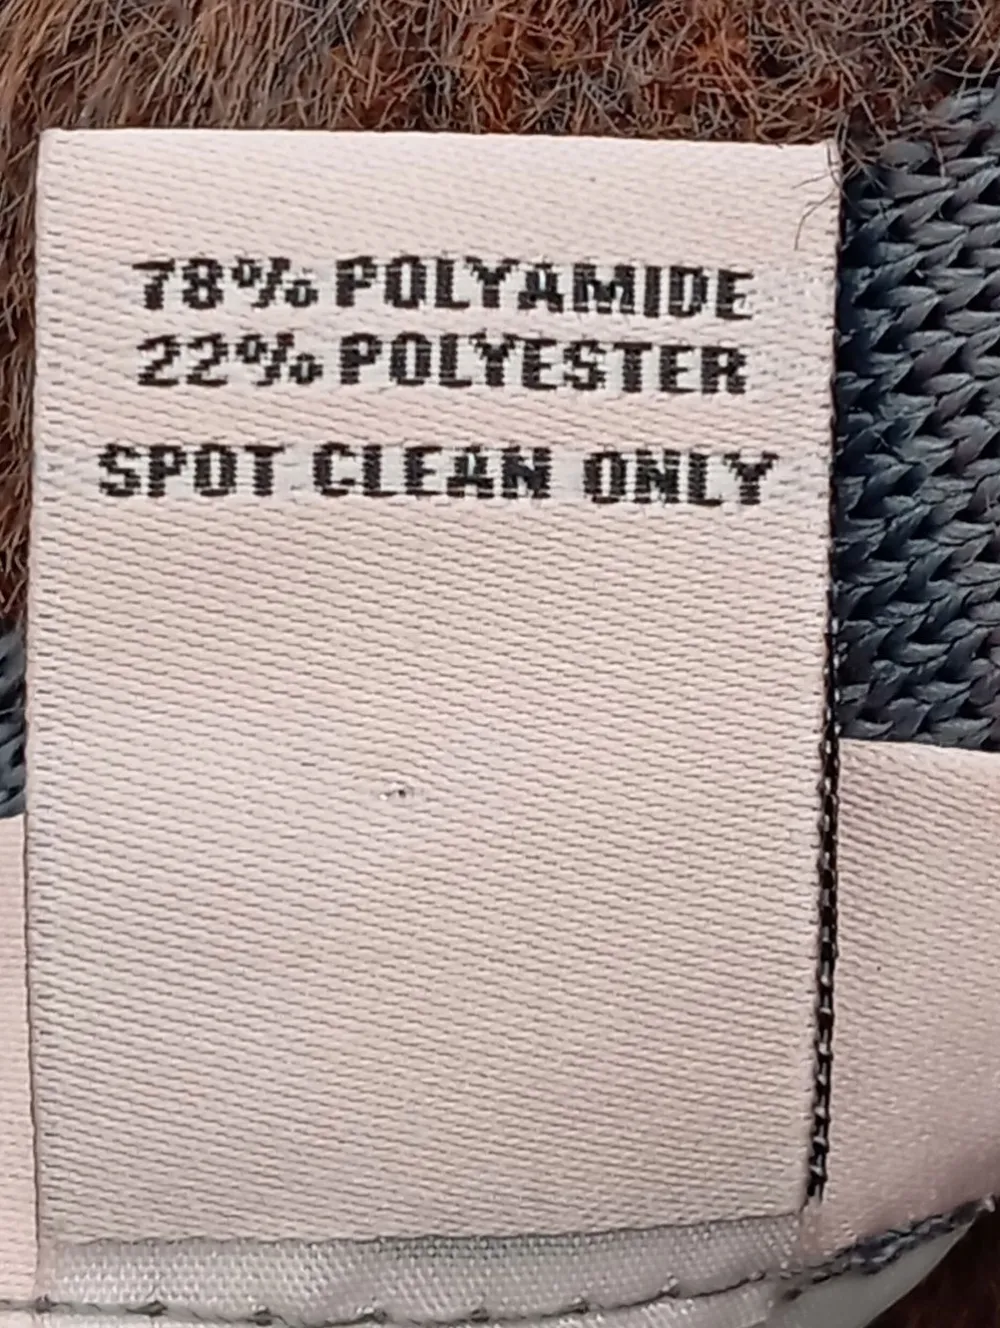 78% POLYAMIDE
22% POLYESTER
SPOT CLEAN ONLY